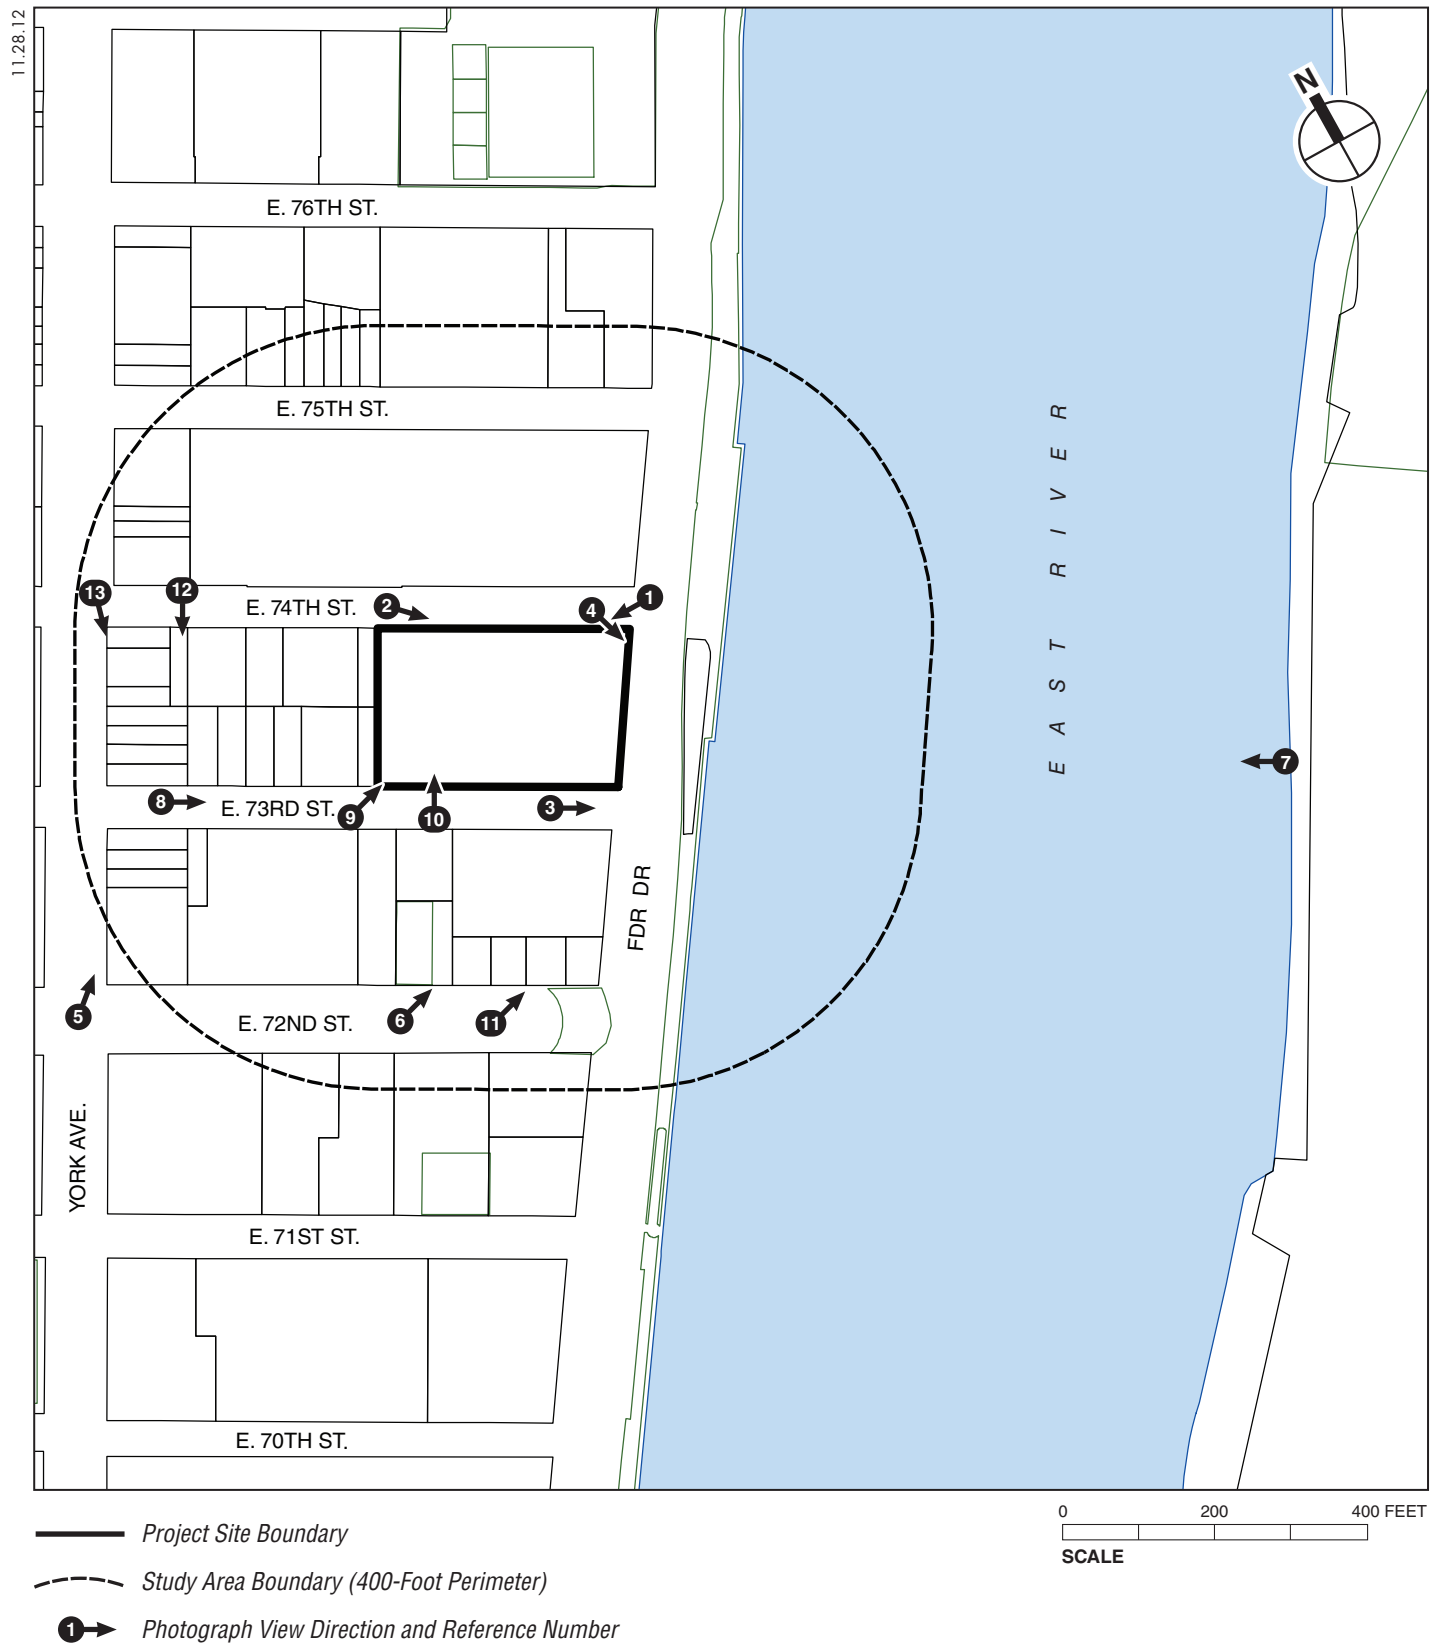 11.28.12
N
E. 76TH ST.
E. 75TH ST.
EAST RIVER
13
12
E. 74TH ST.
2
4
1
7
8
E. 73RD ST.
9
10
3
FDR DR
5
E. 72ND ST.
6
11
YORK AVE.
E. 71ST ST.
E. 70TH ST.
0 200 400 FEET
SCALE
Project Site Boundary
Study Area Boundary (400-Foot Perimeter)
1 Photograph View Direction and Reference Number